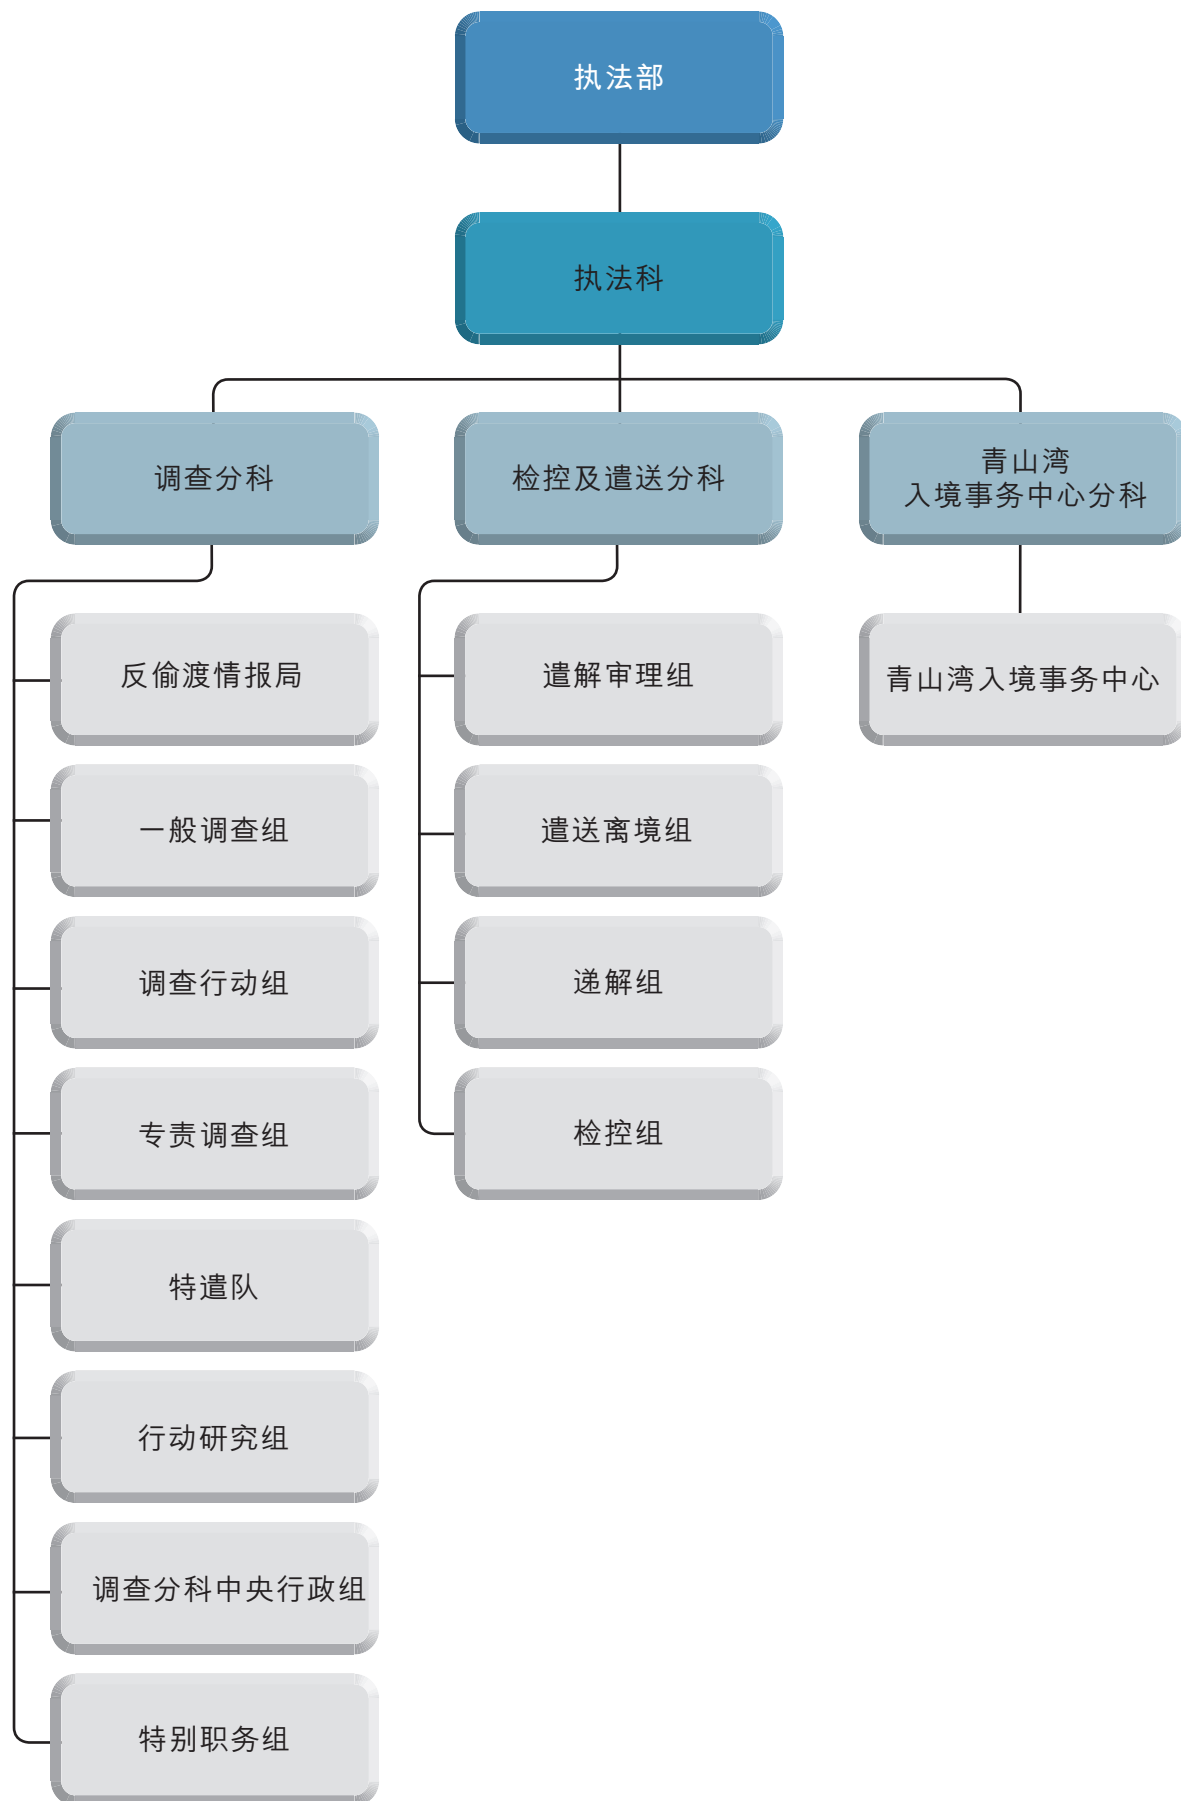 执法部
执法科
调查分科
检控及遣送分科
青山湾
入境事务中心分科
反偷渡情报局
一般调查组
调查行动组
专责调查组
特遣队
行动研究组
调查分科中央行政组
特别职务组
遣解审理组
遣送离境组
递解组
检控组
青山湾入境事务中心